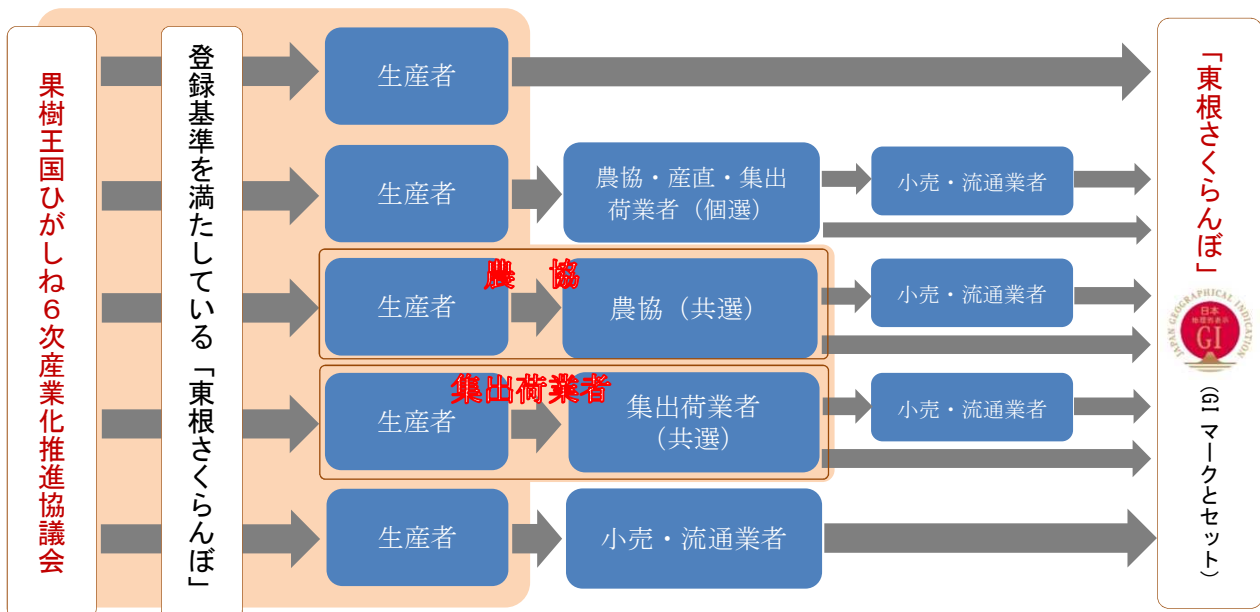 果樹王国ひがしね６次産業化推進協議会
登録基準を満たしている「東根さくらんぼ」
生産者
生産者
農協・産直・集出
荷業者（個選）
小売・流通業者
農　協
生産者
農協（共選）
小売・流通業者
集出荷業者
生産者
集出荷業者
（共選）
小売・流通業者
生産者
小売・流通業者
「東根さくらんぼ」
JAPAN GEOGRAPHICAL INDICATION
日本
地理的表示
GI
（GI マークとセット）